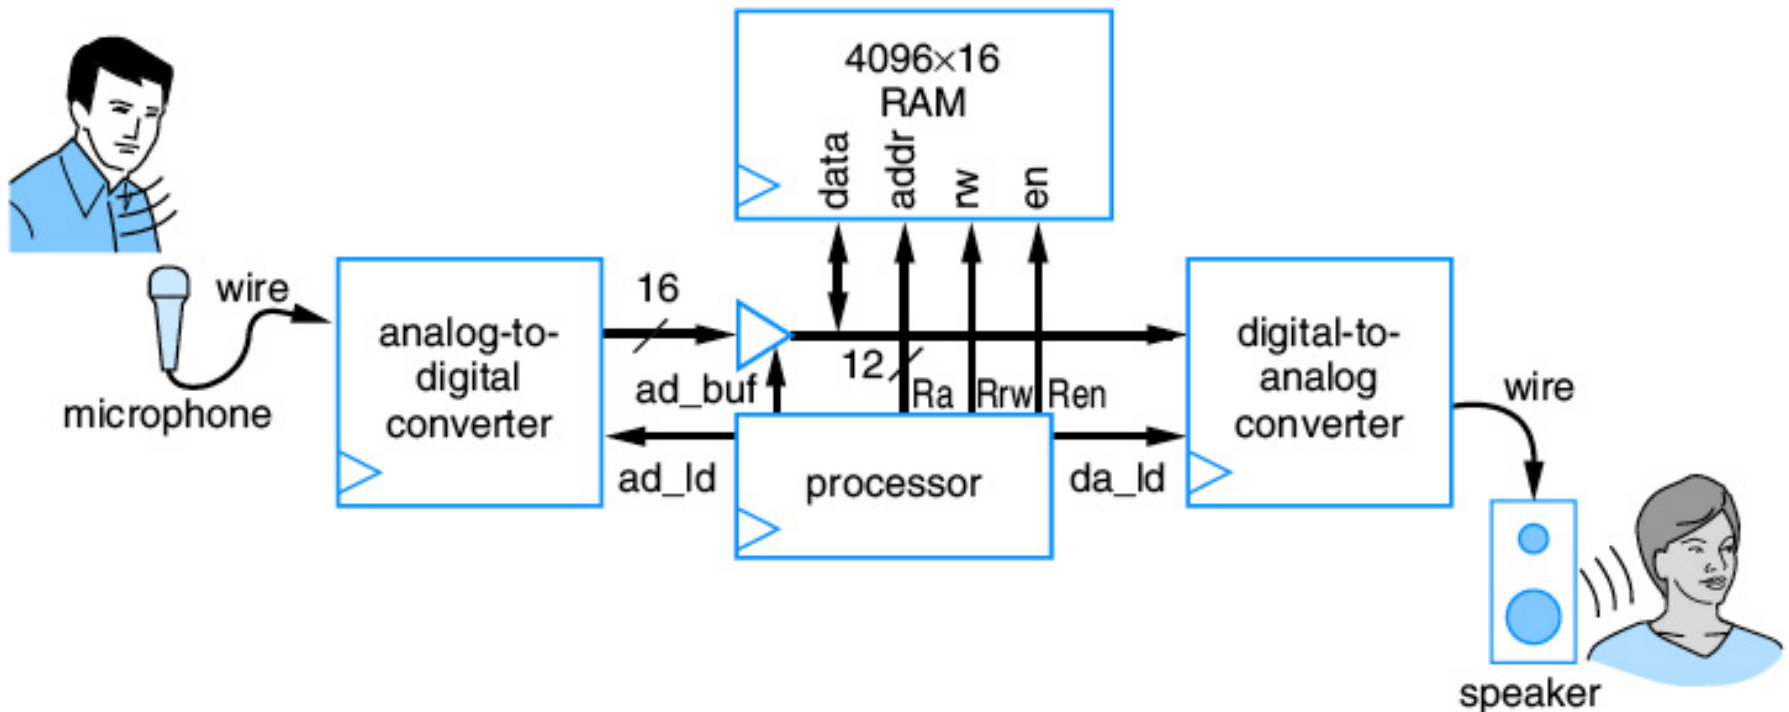 4096×16
RAM
data
addr
rw
en
wire
16
analog-to-
digital
converter
digital-to-
analog
converter
12
ad_buf
Ra
Rrw
Ren
wire
microphone
ad_ld
processor
da_ld
speaker